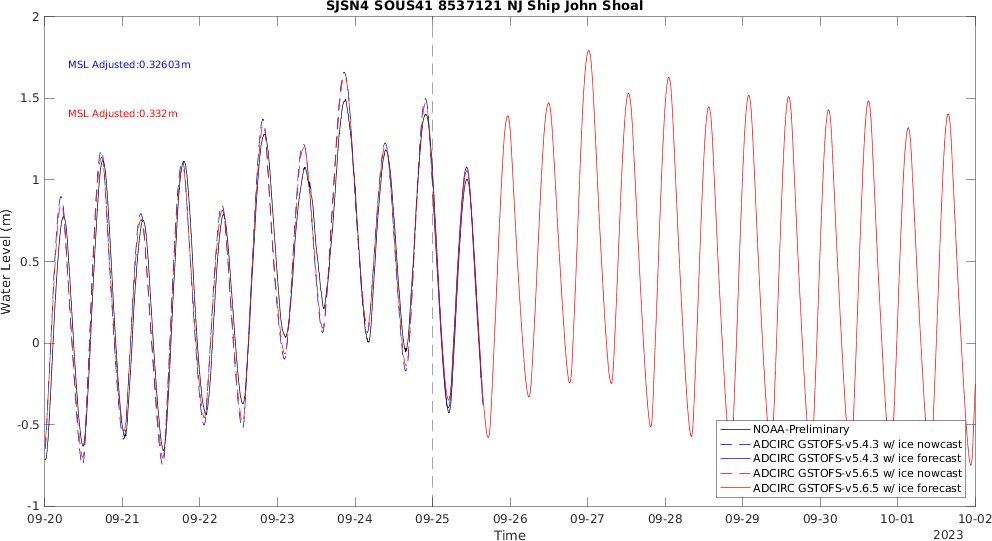 SJSN4 SOUS41 8537121 NJ Ship John Shoal
MSL Adjusted:0.32603m
MSL Adjusted:0.332m
Water Level (m)
2
1.5
1
0.5
0
-0.5
-1
NOAA-Preliminary
ADCIRC GSTOFS-v5.4.3 w/ ice nowcast
ADCIRC GSTOFS-v5.4.3 w/ ice forecast
ADCIRC GSTOFS-v5.6.5 w/ ice nowcast
ADCIRC GSTOFS-v5.6.5 w/ ice forecast
09-20 09-21 09-22 09-23 09-24 09-25 09-26 09-27 09-28 09-29 09-30 10-01 10-02
Time
2023